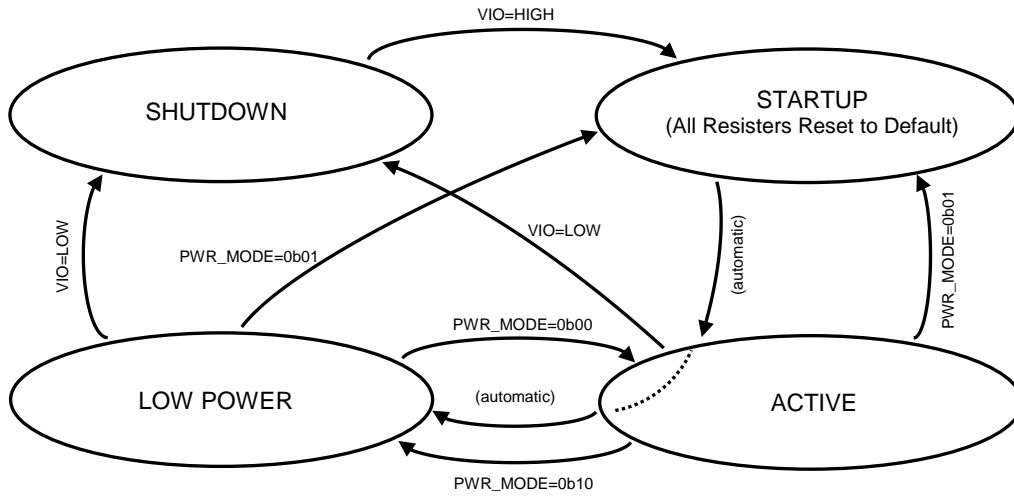 VIO=HIGH
SHUTDOWN
STARTUP
(All Resisters Reset to Default)
VIO=LOW
PWR_MODE=0b01
VIO=LOW
(automatic)
PWR_MODE=0b01
PWR_MODE=0b00
LOW POWER
(automatic)
ACTIVE
PWR_MODE=0b10